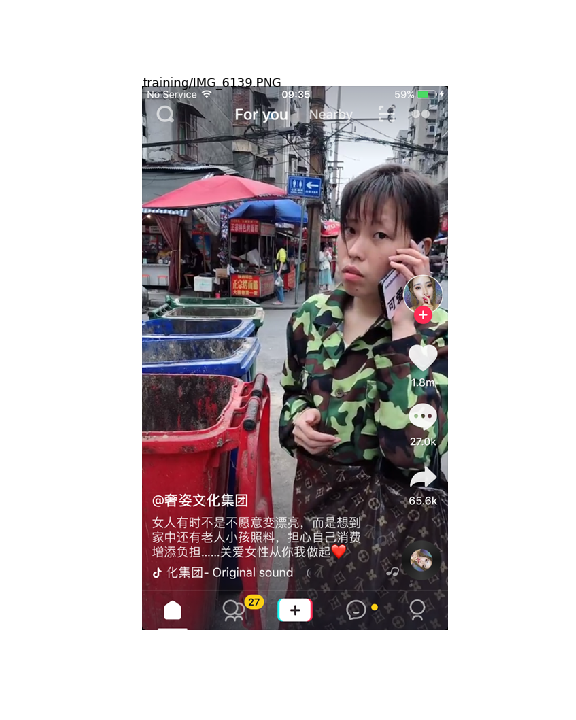 training/IMG_6139.PNG
No Service 09:35 59%
For you Nearby
1.8m
27.0k
65.6k
@奢姿文化集团
女人有时不是不愿意变漂亮，而是想到
家中还有老人小孩照料，担心自己消费
增添负担......关爱女性从你我做起❤️
化集团- Original sound
27